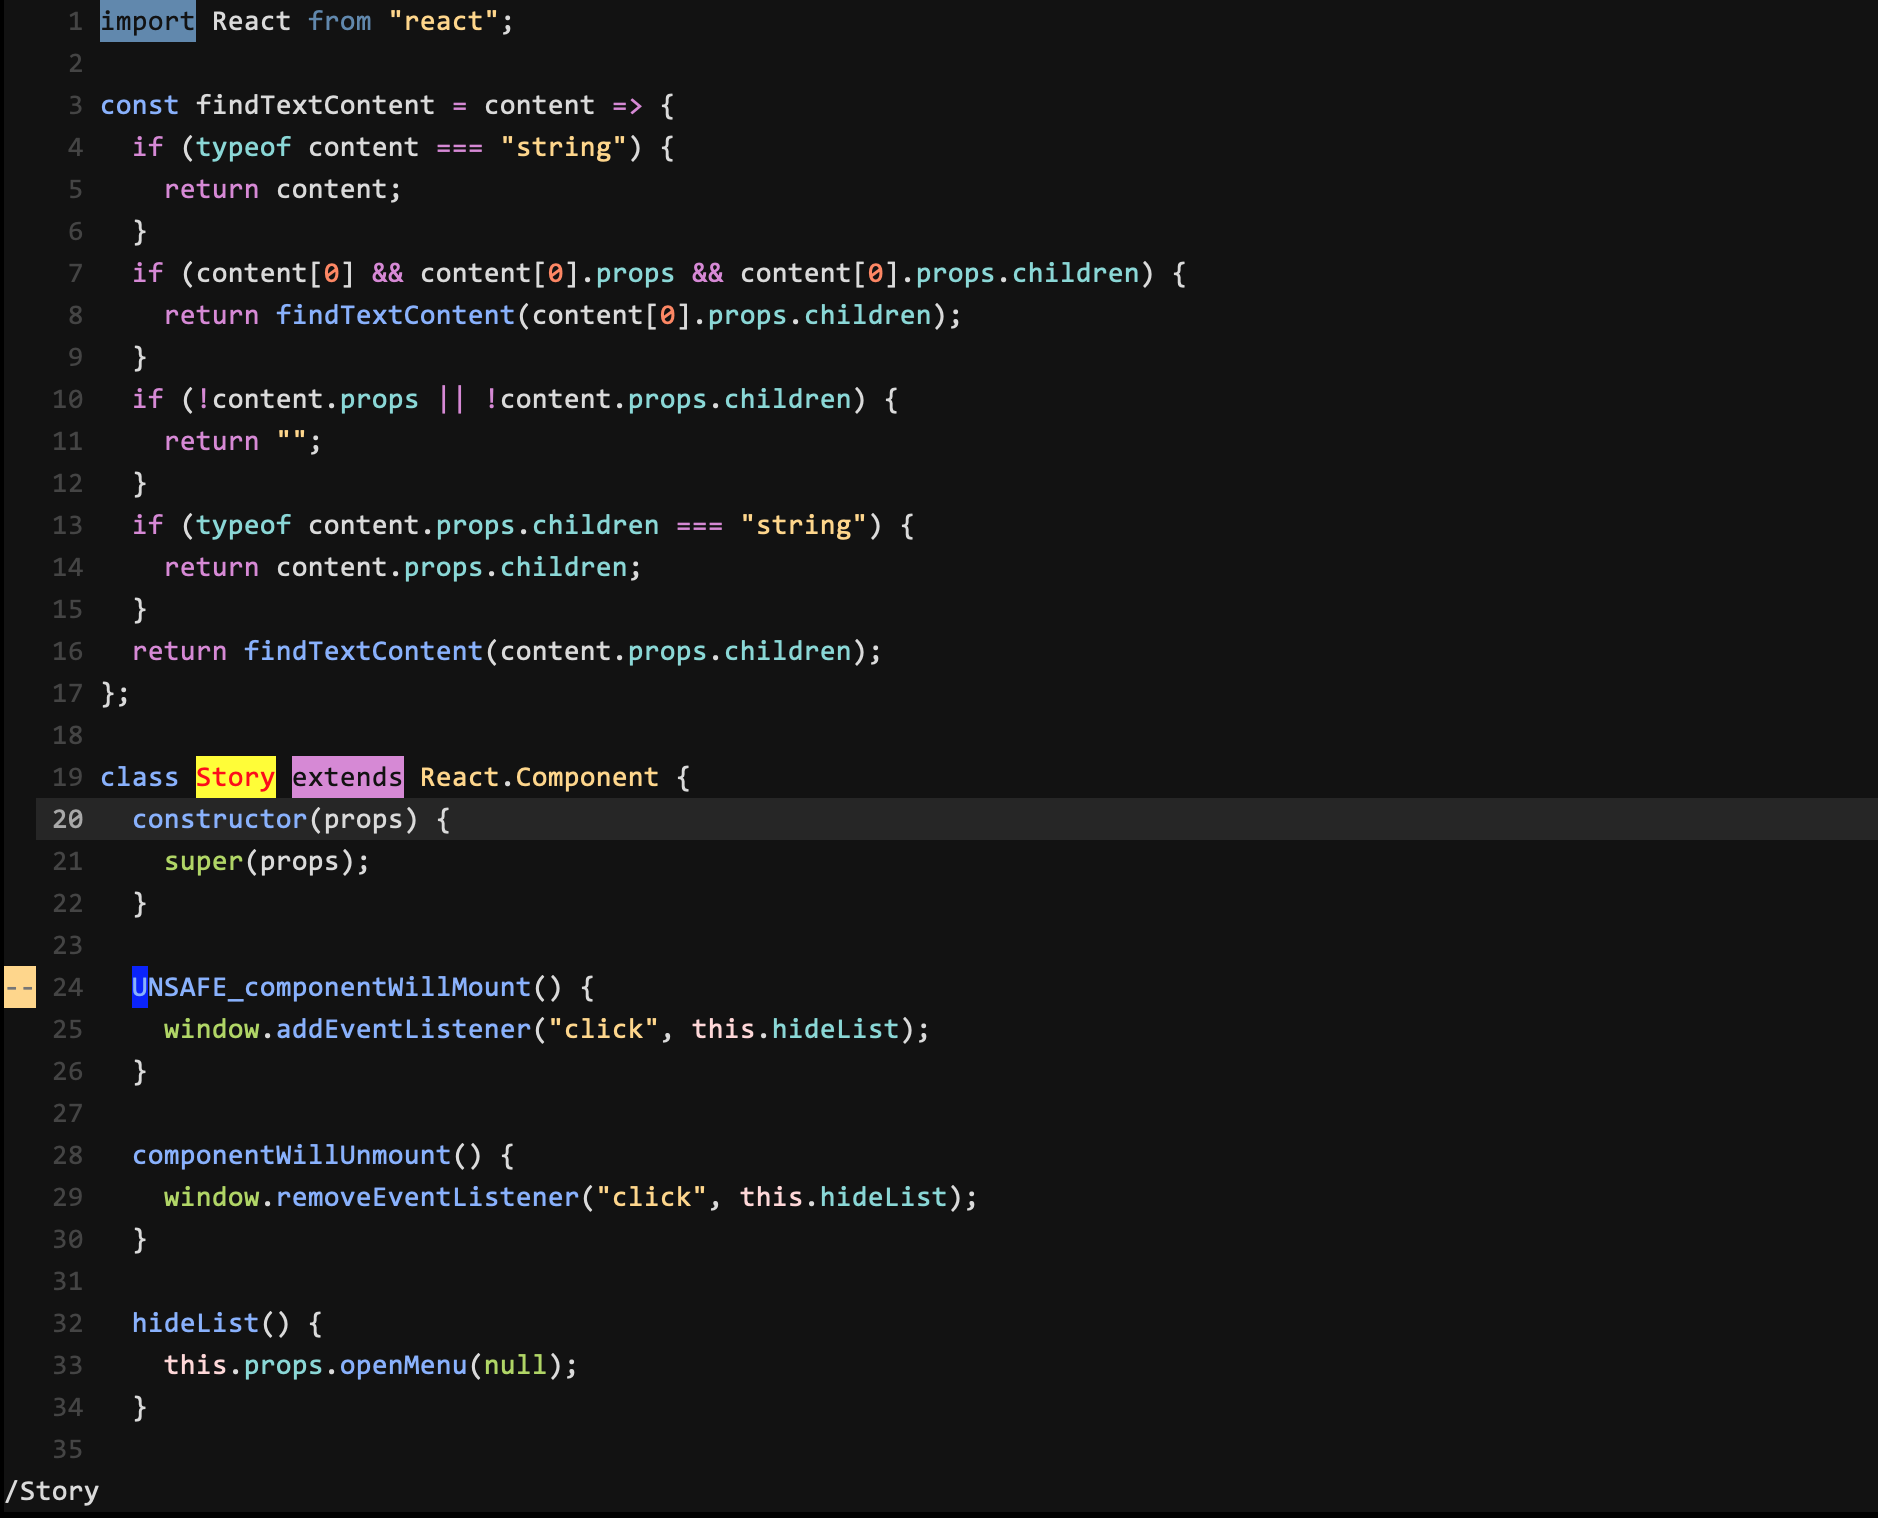 1 import React from "react";
2
3 const findTextContent = content => {
4   if (typeof content === "string") {
5     return content;
6   }
7   if (content[0] && content[0].props && content[0].props.children) {
8     return findTextContent(content[0].props.children);
9   }
10   if (!content.props || !content.props.children) {
11     return "";
12   }
13   if (typeof content.props.children === "string") {
14     return content.props.children;
15   }
16   return findTextContent(content.props.children);
17 };
18
19 class Story extends React.Component {
20   constructor(props) {
21     super(props);
22   }
23
-- 24   UNSAFE_componentWillMount() {
25     window.addEventListener("click", this.hideList);
26   }
27
28   componentWillUnmount() {
29     window.removeEventListener("click", this.hideList);
30   }
31
32   hideList() {
33     this.props.openMenu(null);
34   }
35
/Story